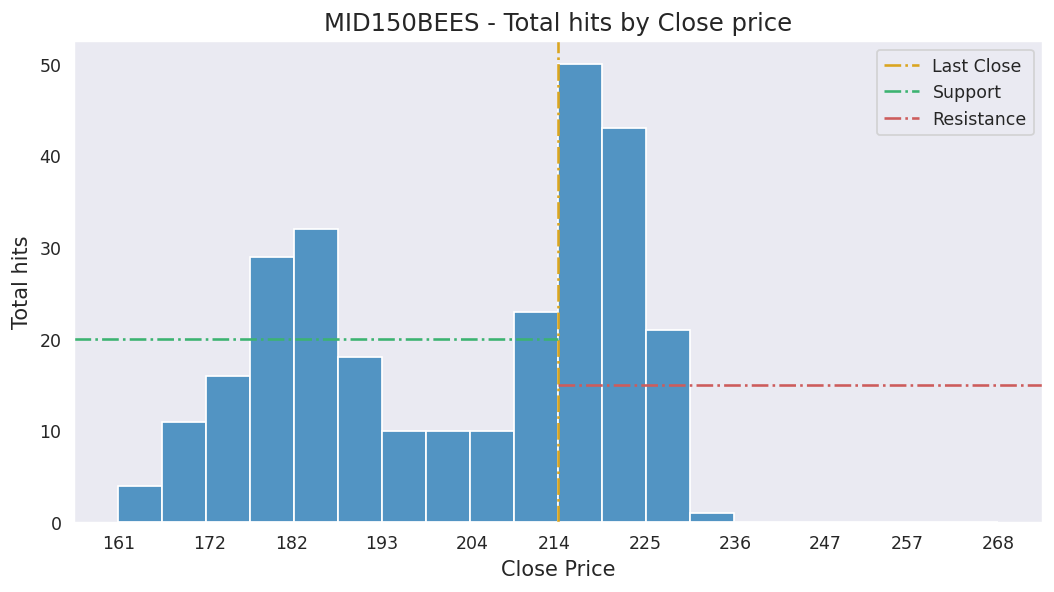 MID150BEES - Total hits by Close price
Last Close
Support
Resistance
Total hits
50
40
30
20
10
0
161 172 182 193 204 214 225 236 247 257 268
Close Price